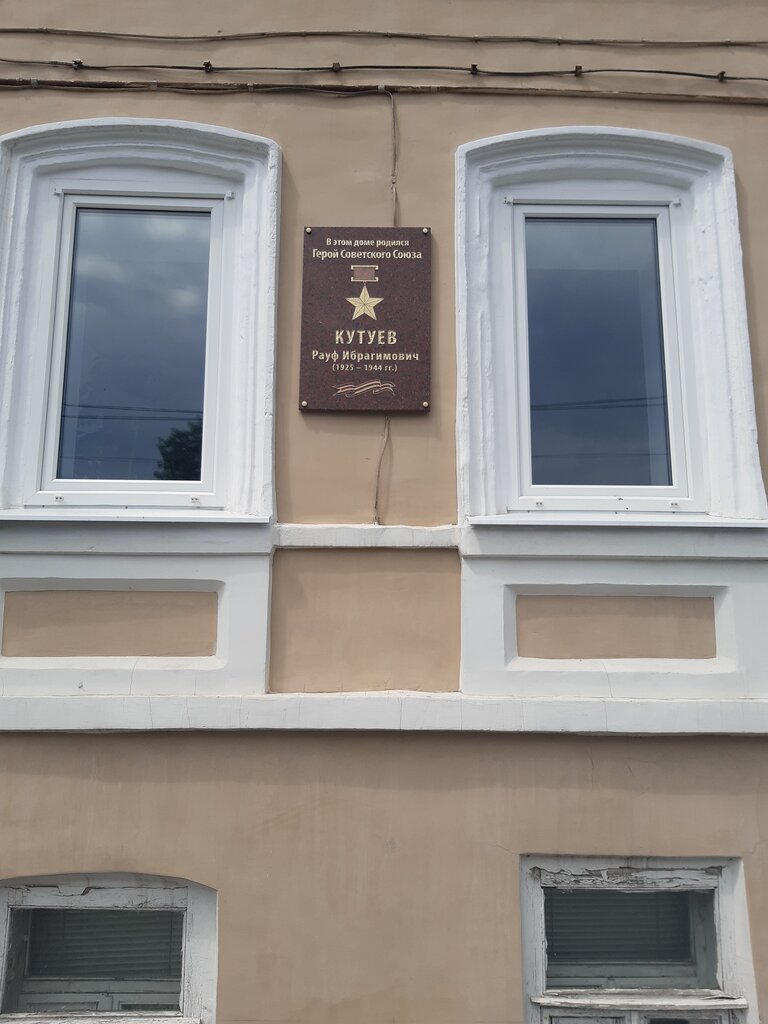 В этом доме родился
Герой Советского Союза
КУТУЕВ
Рауф Ибрагимович
(1925 – 1944 гг.)